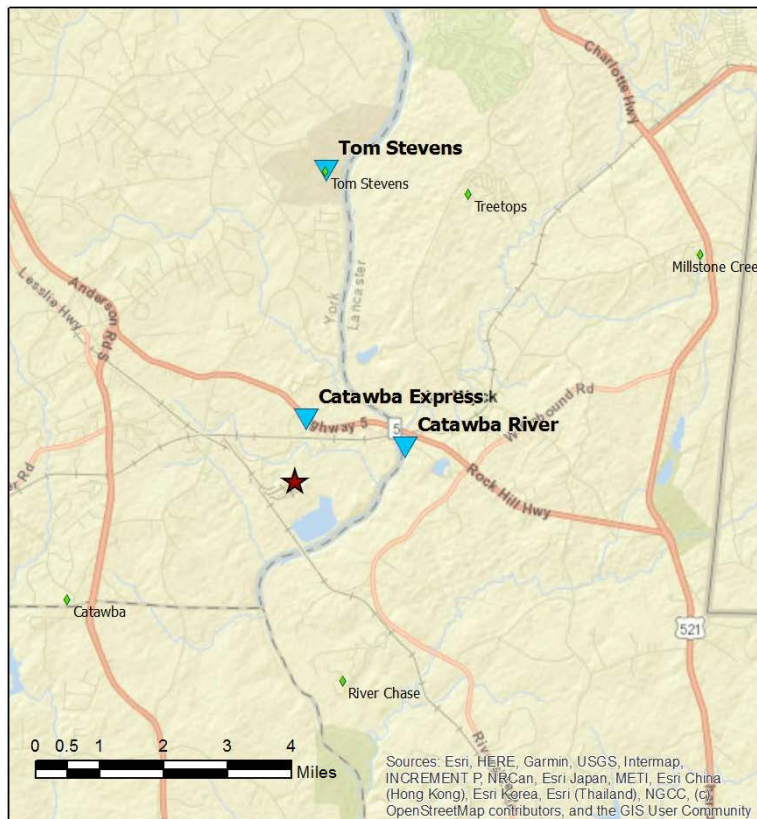 Charlotte Hwy
Tom Stevens
Tom Stevens
Treetops
Millstone Cree
York
Lancaster
Lesslie Hwy
Anderson Rd S
Catawba Express
ighway 5
5
Catawba River
Rock Hill Hwy
Catawba
521
River Chase
0 0.5 1 2 3 4
Miles
Sources: Esri, HERE, Garmin, USGS, Intermap,
INCREMENT P, NRCan, Esri Japan, METI, Esri China
(Hong Kong), Esri Korea, Esri (Thailand), NGCC, (c)
OpenStreetMap contributors, and the GIS User Community